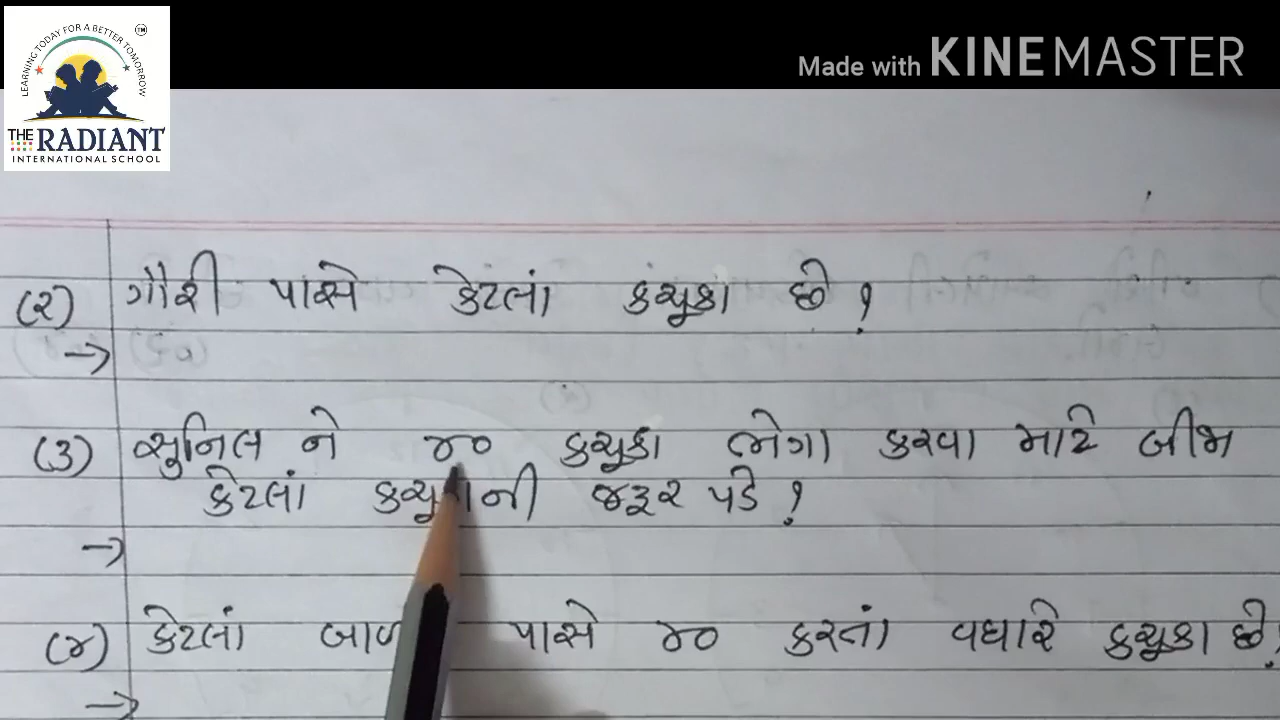 LEARNING TODAY FOR A BETTER TOMORROW
TM
THE RADIANT
INTERNATIONAL SCHOOL
Made with KINEMASTER
(૨) ગૌરી પાસે કેટલાં કચૂકા છે ?
→
(૩) સુનિલ ને ૪૦ કચૂકા ભેગા કરવા માટે બીજા
કેટલાં કચૂકાની જરૂર પડે ?
→
(૪) કેટલાં પાસે ૪૦ કરતાં વધારે કચૂકા છે ?
→